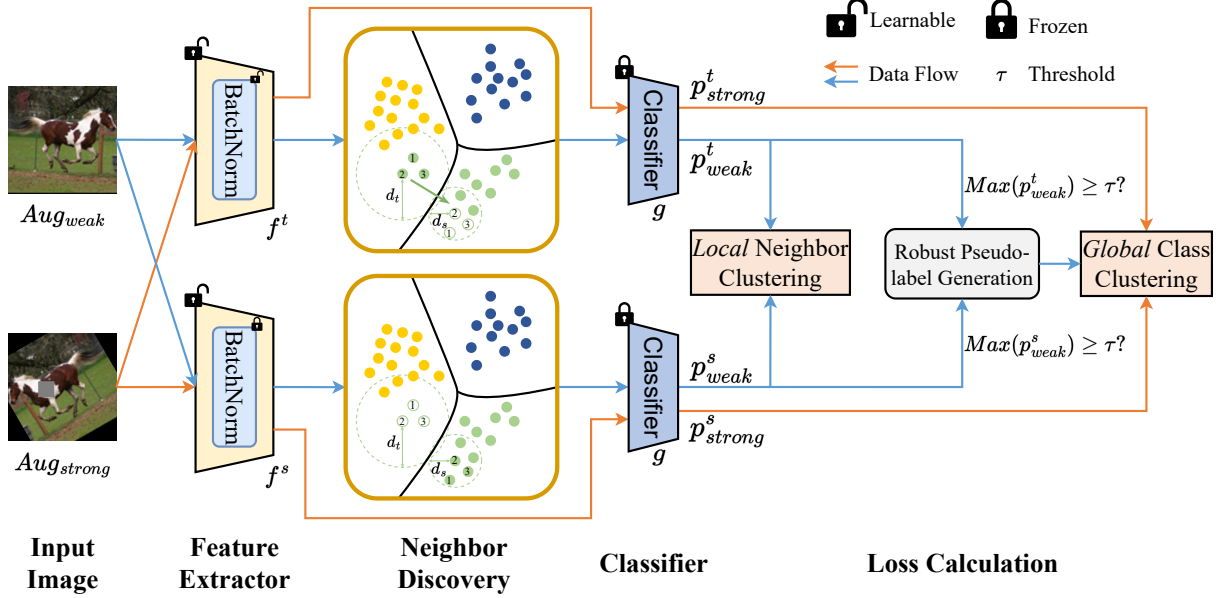 Learnable
Frozen
Data Flow
τ Threshold
Aug_weak
Aug_strong
BatchNorm
f^t
BatchNorm
f^s
1
2 3
d_t
d_s
2
3
1
1
2 3
d_t
d_s
2
3
1
Classifier
g
Classifier
g
p^t_strong
p^t_weak
p^s_weak
p^s_strong
Max(p^t_weak) ≥ τ?
Local Neighbor
Clustering
Robust Pseudo-
label Generation
Global Class
Clustering
Max(p^s_weak) ≥ τ?
Input
Image
Feature
Extractor
Neighbor
Discovery
Classifier
Loss Calculation